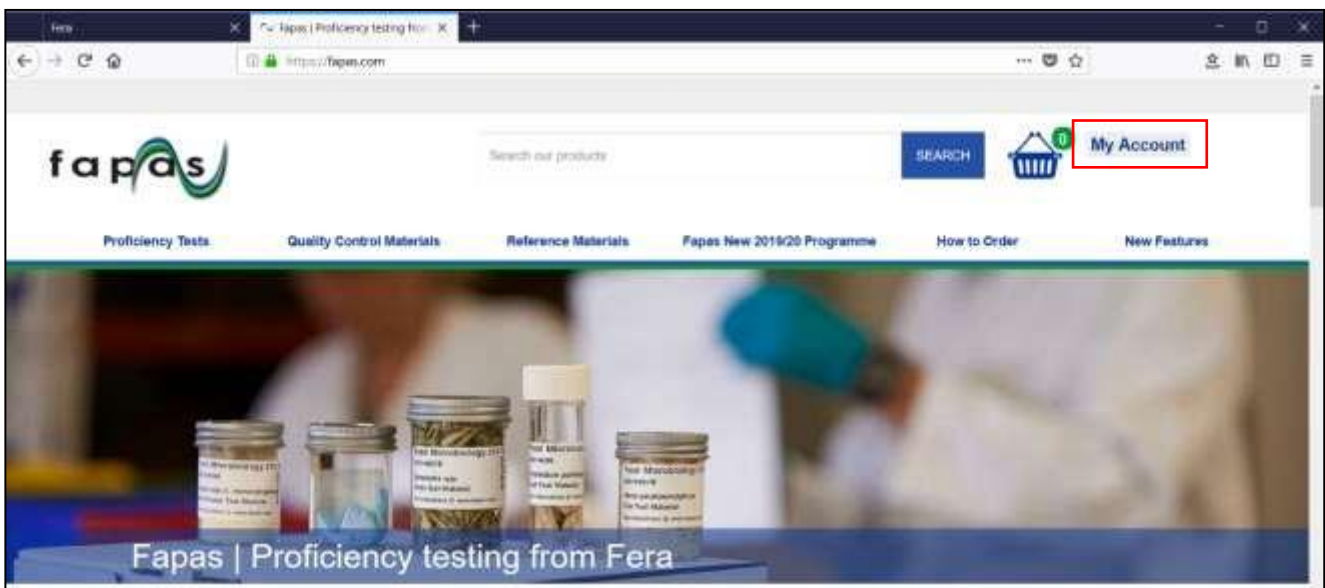 Fera
Fapas | Proficiency testing from
https://fapas.com
fapas
Search our products
SEARCH
0
My Account
Proficiency Tests
Quality Control Materials
Reference Materials
Fapas New 2019/20 Programme
How to Order
New Features
Fapas | Proficiency testing from Fera